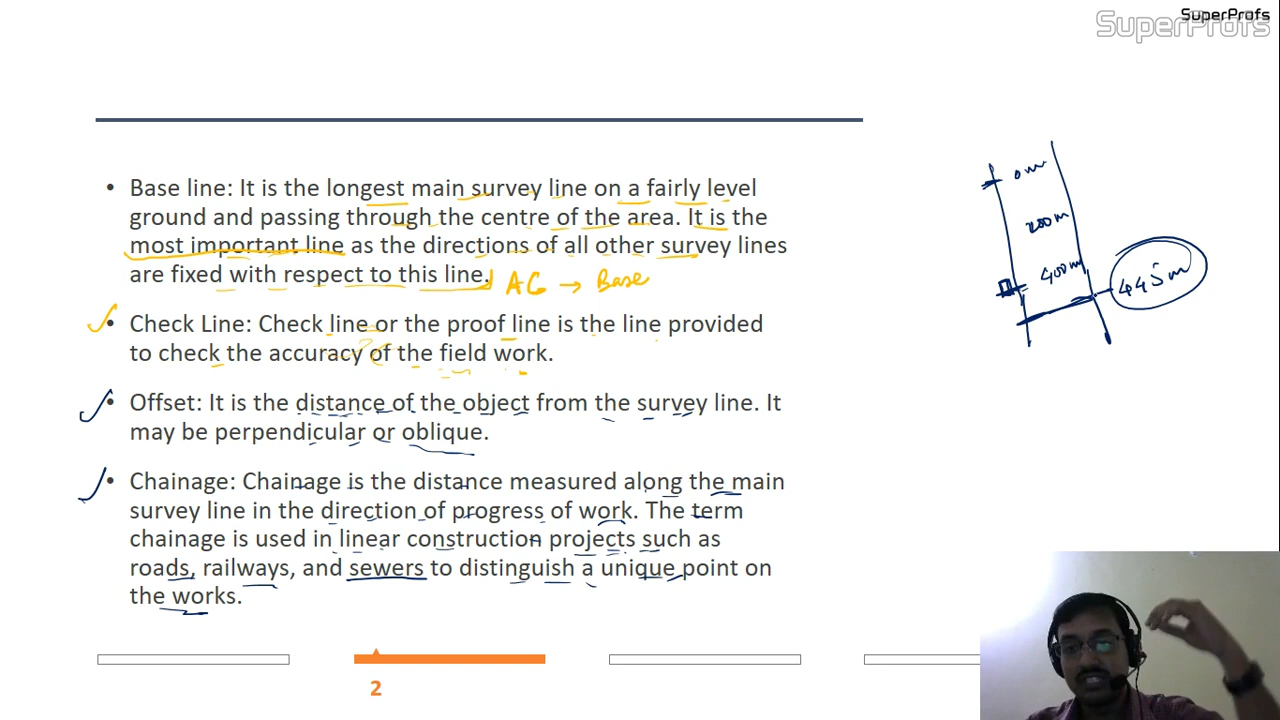 SuperProfs
SuperProfs
• Base line: It is the longest main survey line on a fairly level
ground and passing through the centre of the area. It is the
most important line as the directions of all other survey lines
are fixed with respect to this line.
AG → Base
• Check Line: Check line or the proof line is the line provided
to check the accuracy of the field work.
• Offset: It is the distance of the object from the survey line. It
may be perpendicular or oblique.
• Chainage: Chainage is the distance measured along the main
survey line in the direction of progress of work. The term
chainage is used in linear construction projects such as
roads, railways, and sewers to distinguish a unique point on
the works.
0m
200m
400m
445m
2